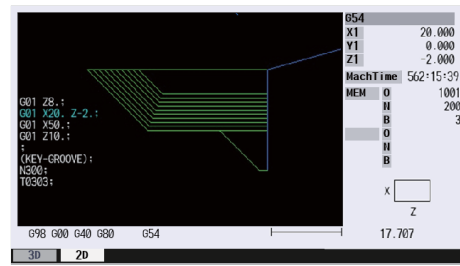 G54
X1 20.000
Y1 0.000
Z1 -2.000
MachTime 562:15:39
MEM O 1001
N 200
B 3
O
N
B
G01 Z8.;
G01 X20. Z-2.;
G01 X50.;
G01 Z10.;
;
(KEY-GROOVE);
N300;
T0303;
X
Z
G98 G00 G40 G80 G54
17.707
3D 2D